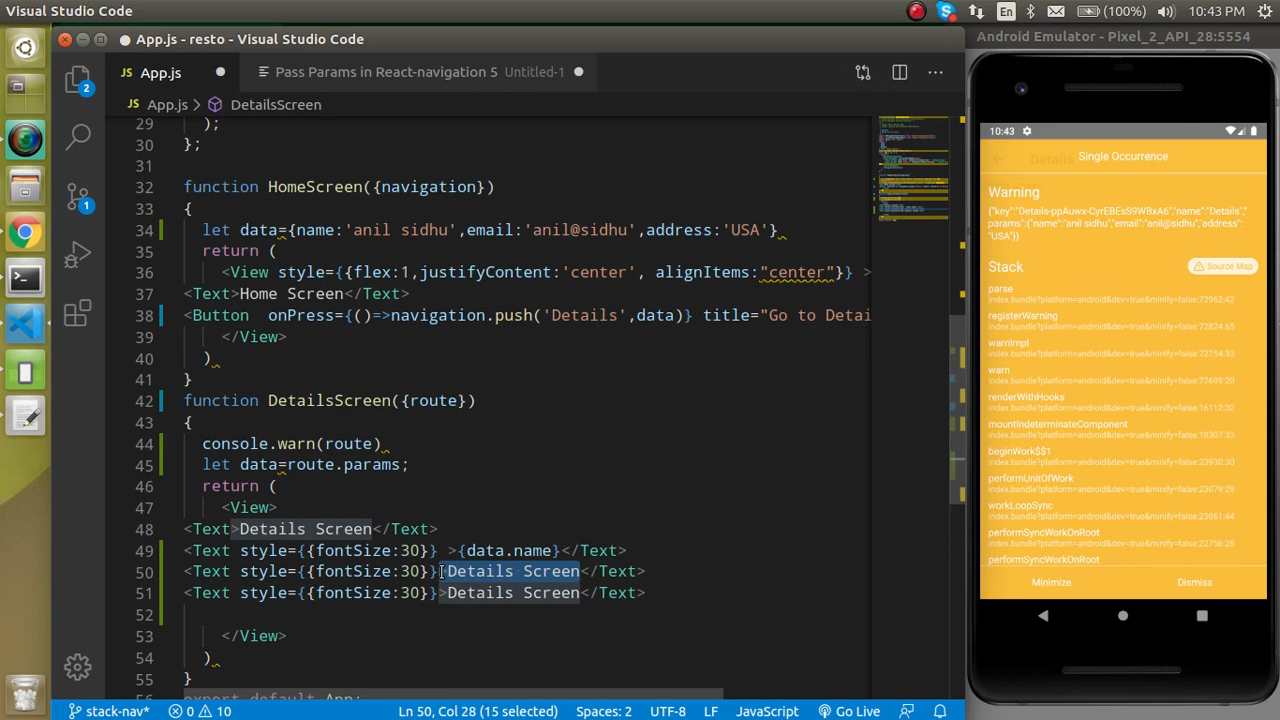 Visual Studio Code
En
(100%)
10:43 PM
App.js - resto - Visual Studio Code
Android Emulator - Pixel_2_API_28:5554
JS App.js
Pass Params in React-navigation 5 Untitled-1
JS App.js > DetailsScreen
29 );
30 };
31
32 function HomeScreen({navigation})
33 {
34 let data={name:'anil sidhu',email:'anil@sidhu',address:'USA'}
35 return (
36 <View style={{flex:1,justifyContent:'center', alignItems:"center"}} >
37 <Text>Home Screen</Text>
38 <Button onPress={()=>navigation.push('Details',data)} title="Go to Detai
39 </View>
40 )
41 }
42 function DetailsScreen({route})
43 {
44 console.warn(route)
45 let data=route.params;
46 return (
47 <View>
48 <Text>Details Screen</Text>
49 <Text style={{fontSize:30}} >{data.name}</Text>
50 <Text style={{fontSize:30}}>Details Screen</Text>
51 <Text style={{fontSize:30}}>Details Screen</Text>
52
53 </View>
54 )
55 }
56 export default App;
2
1
stack-nav*
0
10
Ln 50, Col 28 (15 selected)
Spaces: 2
UTF-8
LF
JavaScript
Go Live
10:43
Details
Single Occurrence
Warning
{"key":"Details-ppAuwx-CyrEBEsS9WBxA6","name":"Details","
params":{"name":"anil sidhu","email":"anil@sidhu","address":
"USA"}}
Stack
Source Map
parse
index.bundle?platform=android&dev=true&minify=false:72962:42
registerWarning
index.bundle?platform=android&dev=true&minify=false:72824:65
warnImpl
index.bundle?platform=android&dev=true&minify=false:72754:33
warn
index.bundle?platform=android&dev=true&minify=false:72699:20
renderWithHooks
index.bundle?platform=android&dev=true&minify=false:16112:32
mountIndeterminateComponent
index.bundle?platform=android&dev=true&minify=false:18307:30
beginWork$$1
index.bundle?platform=android&dev=true&minify=false:23930:30
performUnitOfWork
index.bundle?platform=android&dev=true&minify=false:23079:29
workLoopSync
index.bundle?platform=android&dev=true&minify=false:23061:44
performSyncWorkOnRoot
index.bundle?platform=android&dev=true&minify=false:22756:28
performSyncWorkOnRoot
Minimize
Dismiss